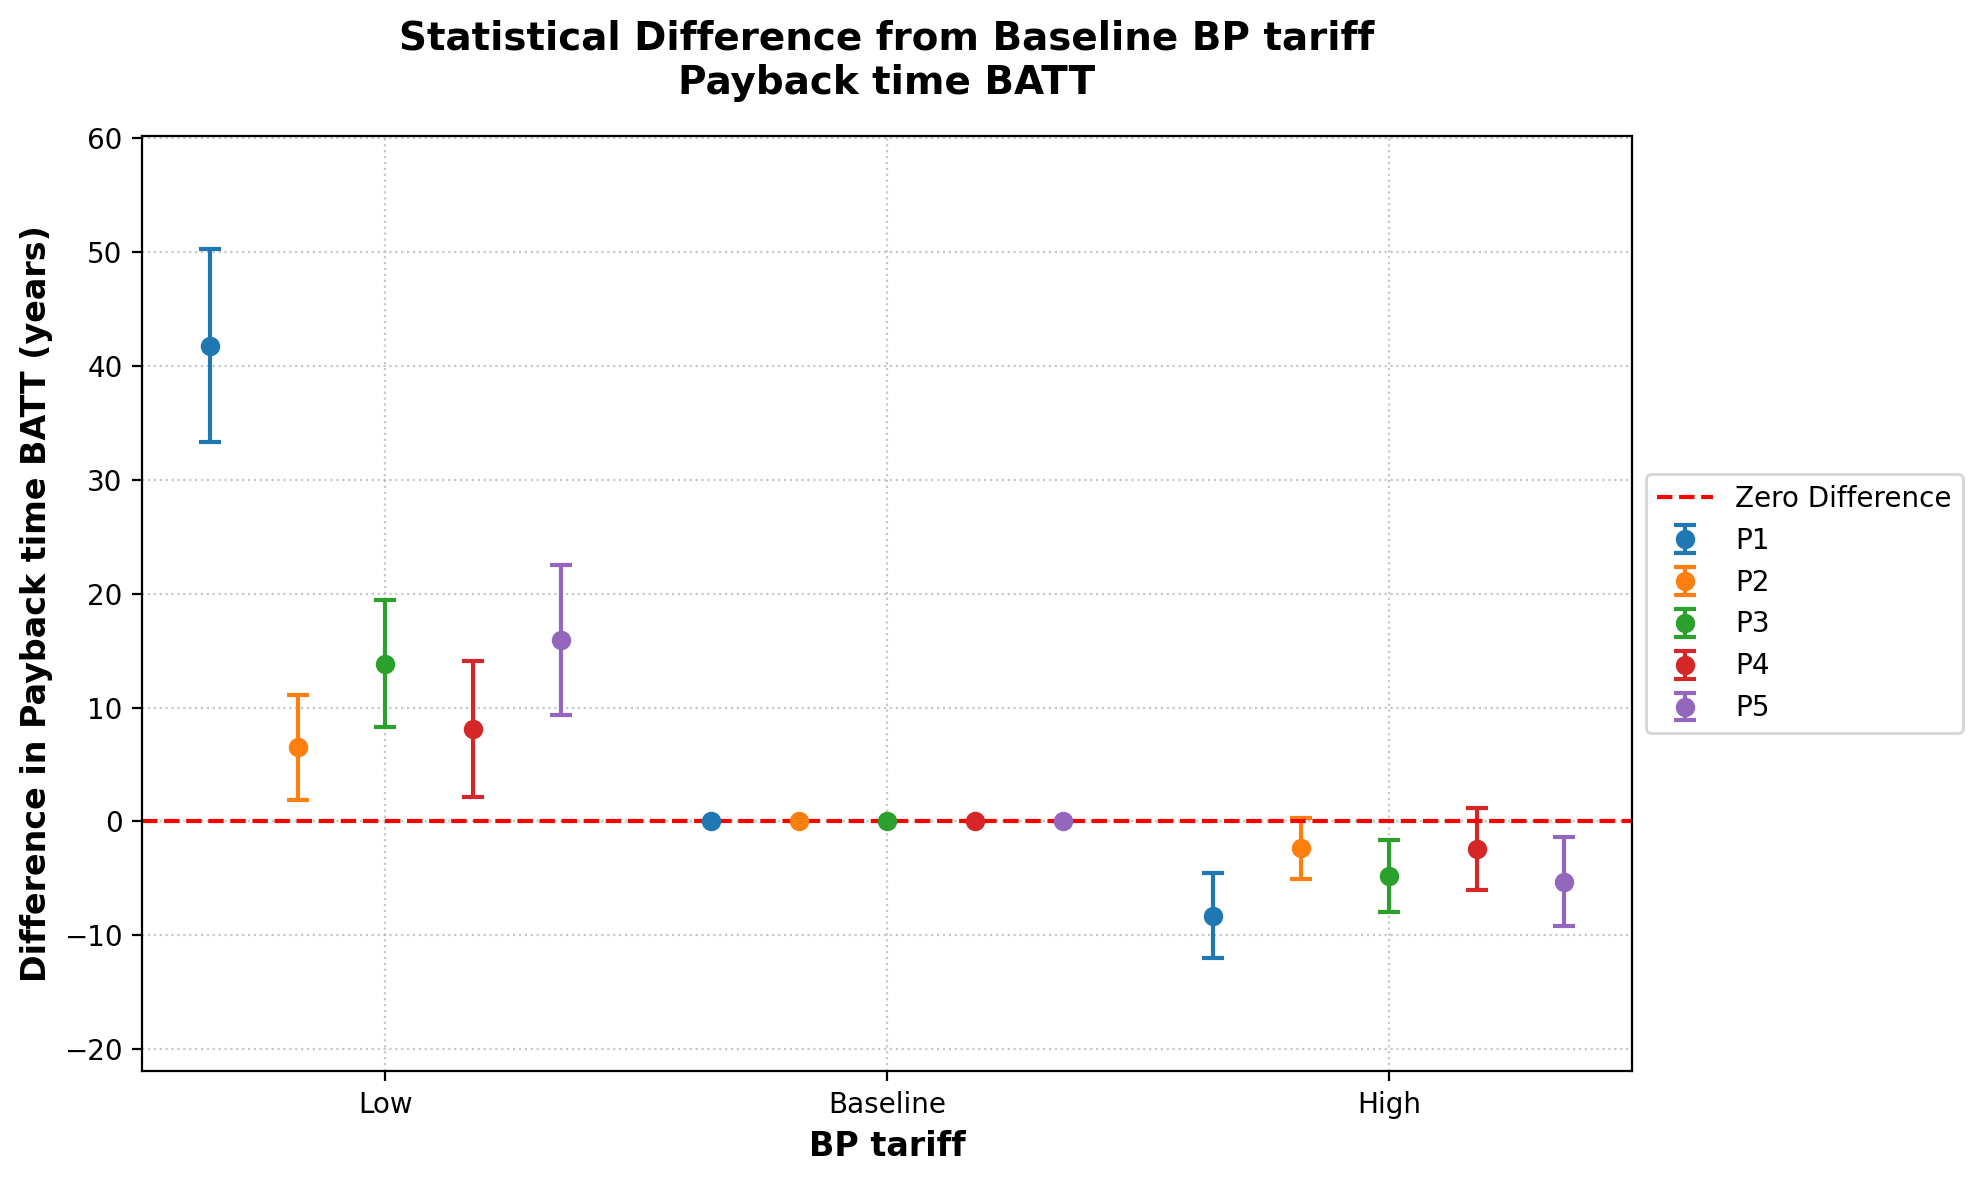 Statistical Difference from Baseline BP tariff
Payback time BATT
Difference in Payback time BATT (years)
60
50
40
30
20
10
0
−10
−20
Low
Baseline
High
BP tariff
Zero Difference
P1
P2
P3
P4
P5